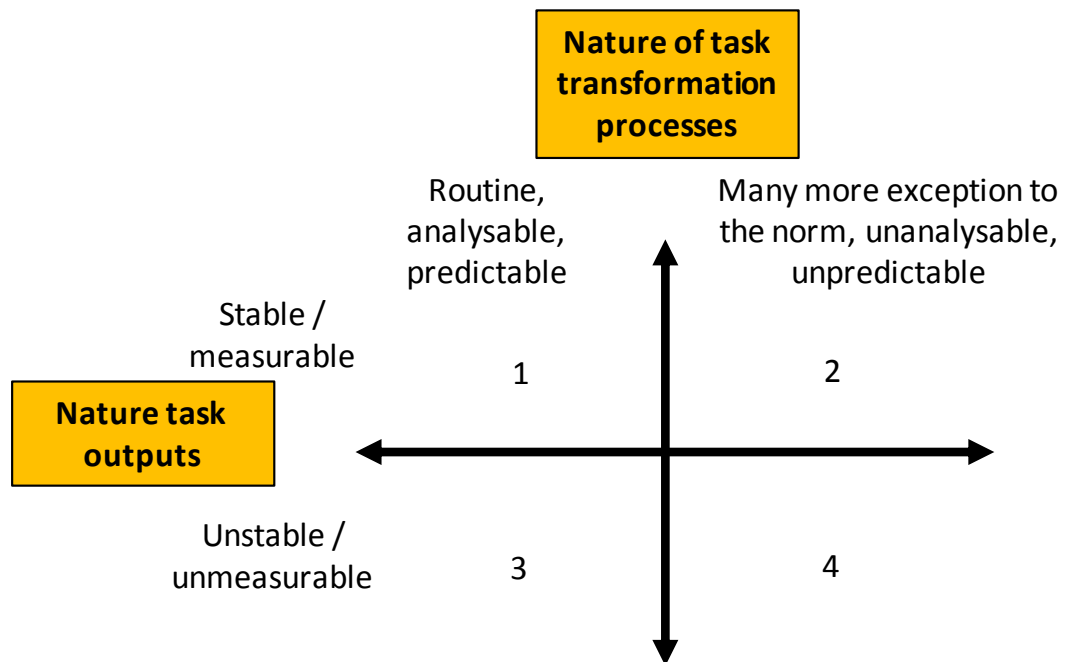 Nature of task
transformation
processes
Routine,
analysable,
predictable
Many more exception to
the norm, unanalysable,
unpredictable
Stable /
measurable
1
2
Nature task
outputs
Unstable /
unmeasurable
3
4